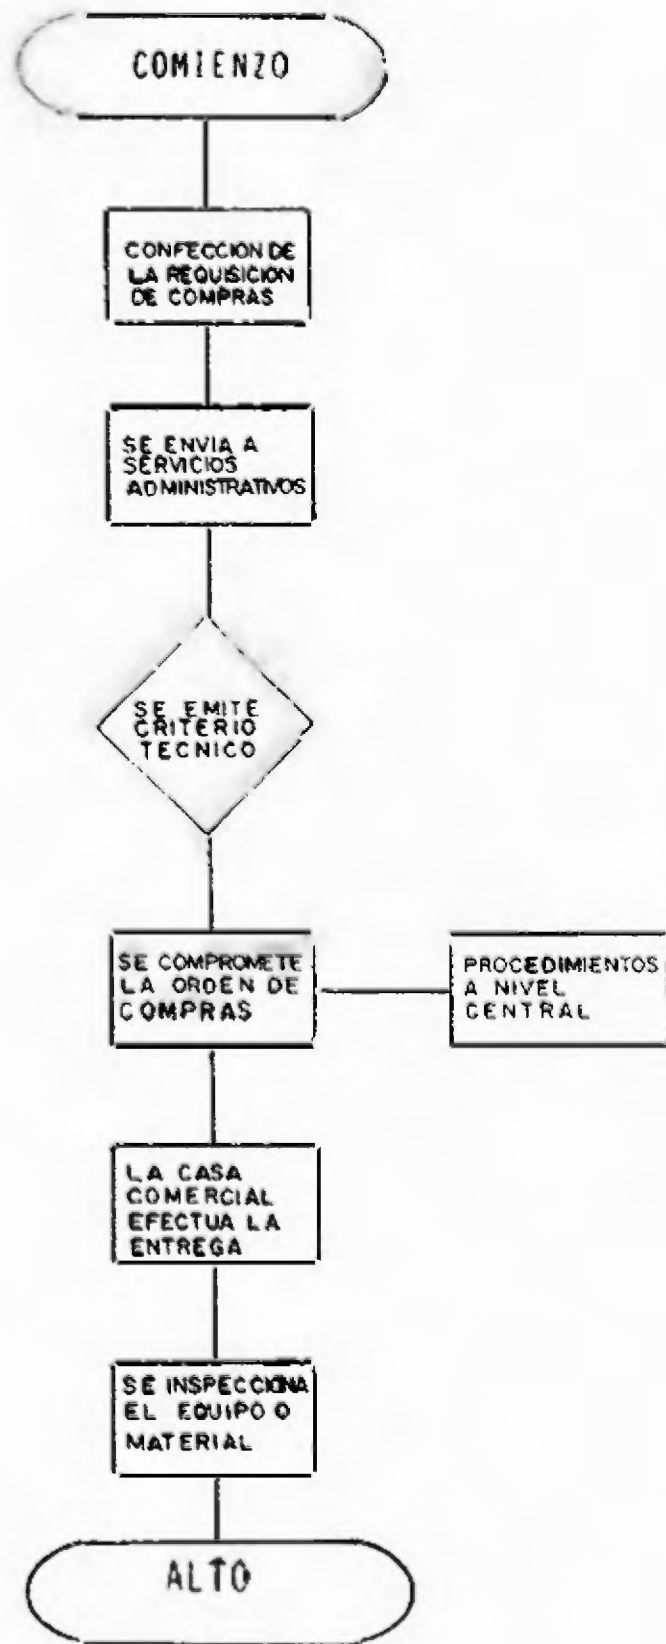 COMIENZO
CONFECCION DE
LA REQUISICION
DE COMPRAS
SE ENVIA A
SERVICIOS
ADMINISTRATIVOS
SE EMITE
CRITERIO
TECNICO
SE COMPROMETE
LA ORDEN DE
COMPRAS
PROCEDIMIENTOS
A NIVEL
CENTRAL
LA CASA
COMERCIAL
EFECTUA LA
ENTREGA
SE INSPECCIONA
EL EQUIPO O
MATERIAL
ALTO